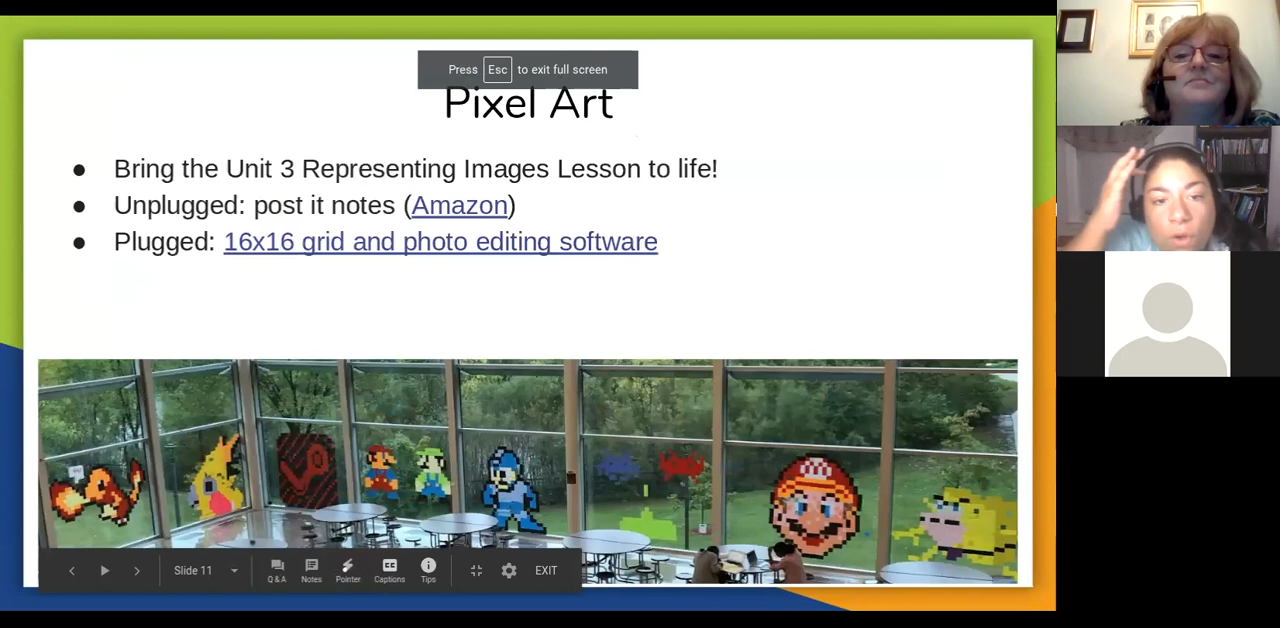 Press Esc to exit full screen
Pixel Art
● Bring the Unit 3 Representing Images Lesson to life!
● Unplugged: post it notes (Amazon)
● Plugged: 16x16 grid and photo editing software
Slide 11
Q & A
Notes
Pointer
Captions
Tips
EXIT